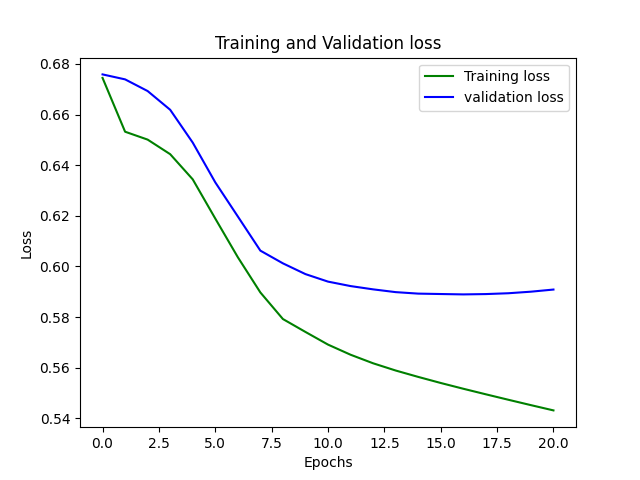 Training and Validation loss
Training loss
validation loss
Loss
0.68
0.66
0.64
0.62
0.60
0.58
0.56
0.54
0.0 2.5 5.0 7.5 10.0 12.5 15.0 17.5 20.0
Epochs